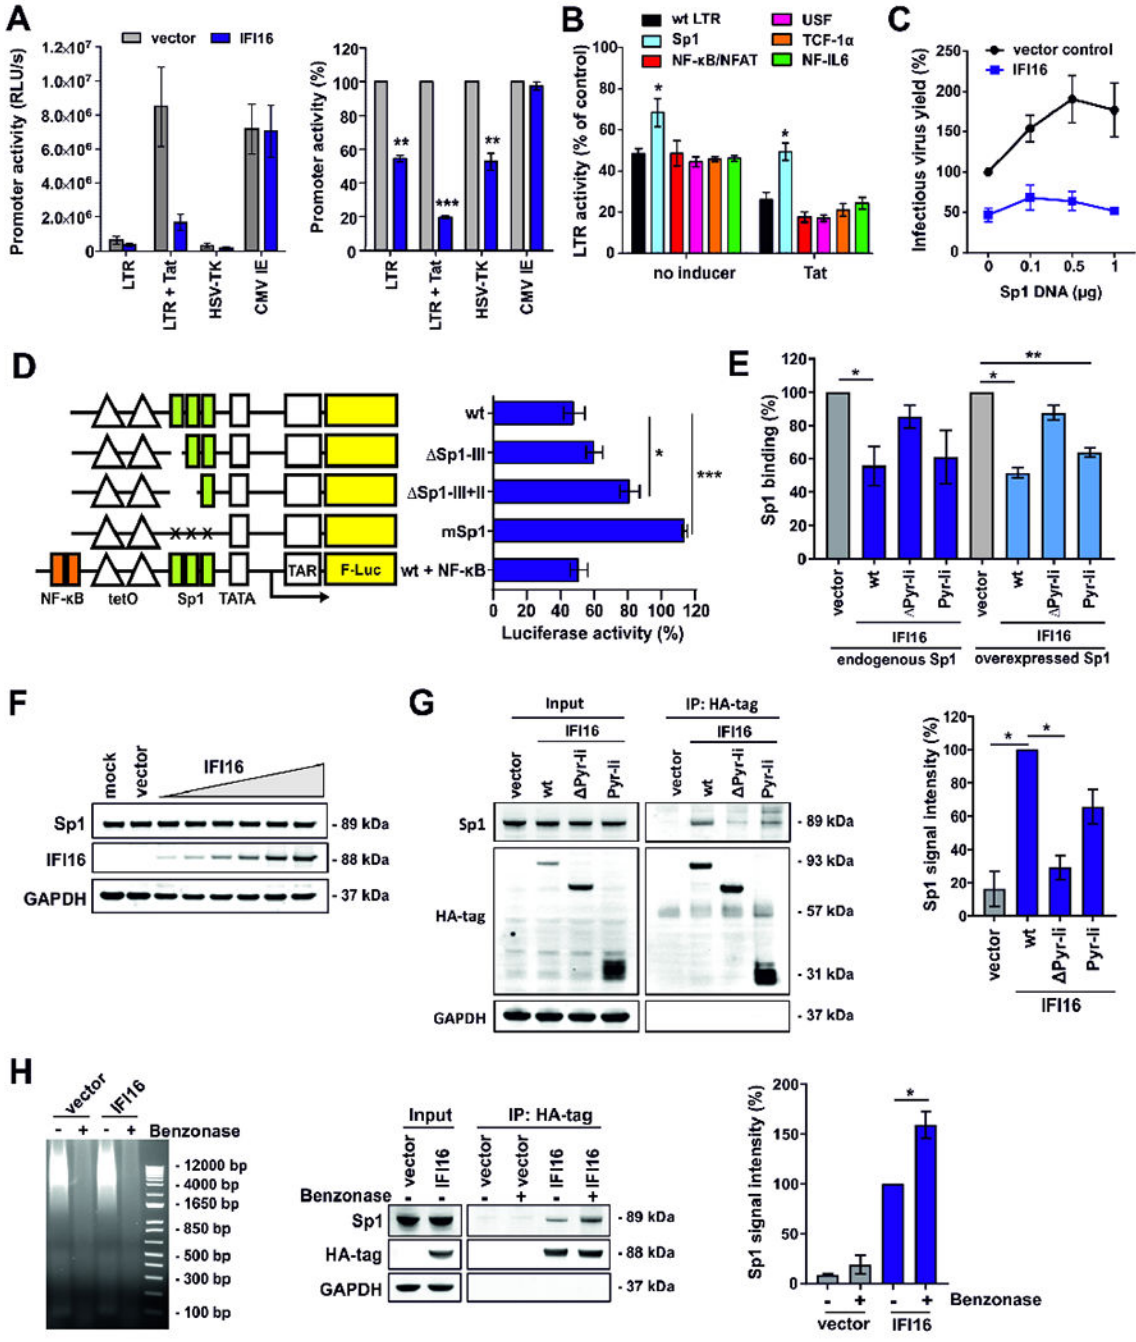 A
vector IFI16
Promoter activity (RLU/s)
1.2×10⁷
1.0×10⁷
8.0×10⁶
6.0×10⁶
4.0×10⁶
2.0×10⁶
0
LTR
LTR + Tat
HSV-TK
CMV IE
Promoter activity (%)
120
100
80
60
40
20
0
** *** **
LTR
LTR + Tat
HSV-TK
CMV IE
B
wt LTR
Sp1
NF-κB/NFAT
USF
TCF-1α
NF-IL6
LTR activity (% of control)
100
80
60
40
20
0
* *
no inducer Tat
C
vector control
IFI16
Infectious virus yield (%)
250
200
150
100
50
0
0 0.1 0.5 1
Sp1 DNA (µg)
D
wt
ΔSp1-III
ΔSp1-III+II
x x x
mSp1
TAR F-Luc
wt + NF-κB
NF-κB tetO Sp1 TATA
* ***
0 20 40 60 80 100 120
Luciferase activity (%)
E
Sp1 binding (%)
120
100
80
60
40
20
0
* * **
vector
wt
ΔPyr-Ii
Pyr-Ii
vector
wt
ΔPyr-Ii
Pyr-Ii
IFI16 IFI16
endogenous Sp1 overexpressed Sp1
F
mock
vector
IFI16
Sp1 - 89 kDa
IFI16 - 88 kDa
GAPDH - 37 kDa
G
Input IP: HA-tag
IFI16 IFI16
vector
wt
ΔPyr-Ii
Pyr-Ii
vector
wt
ΔPyr-Ii
Pyr-Ii
Sp1 - 89 kDa
- 93 kDa
HA-tag - 57 kDa
- 31 kDa
GAPDH - 37 kDa
Sp1 signal intensity (%)
120
100
80
60
40
20
0
* *
vector
wt
ΔPyr-Ii
Pyr-Ii
IFI16
H
vector IFI16
- + - + Benzonase
- 12000 bp
- 4000 bp
- 1650 bp
- 850 bp
- 500 bp
- 300 bp
- 100 bp
Input IP: HA-tag
vector
IFI16
vector
vector
IFI16
IFI16
Benzonase - - - + - +
Sp1 - 89 kDa
HA-tag - 88 kDa
GAPDH - 37 kDa
Sp1 signal intensity (%)
200
150
100
50
0
*
- + - + Benzonase
vector IFI16